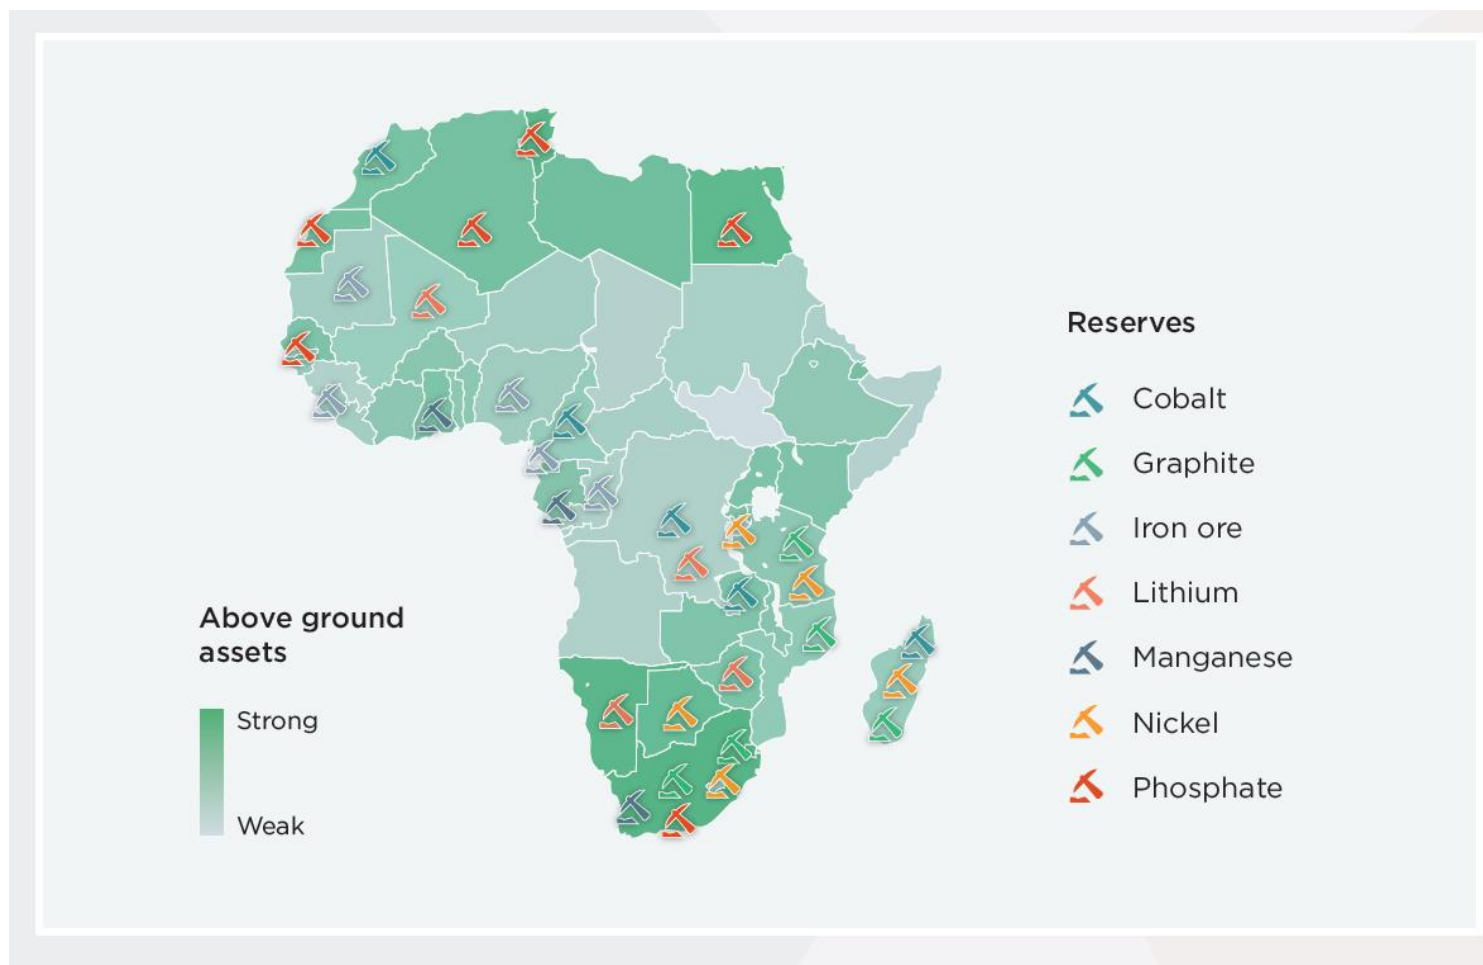 Reserves
Cobalt
Graphite
Iron ore
Lithium
Manganese
Nickel
Phosphate
Above ground
assets
Strong
Weak